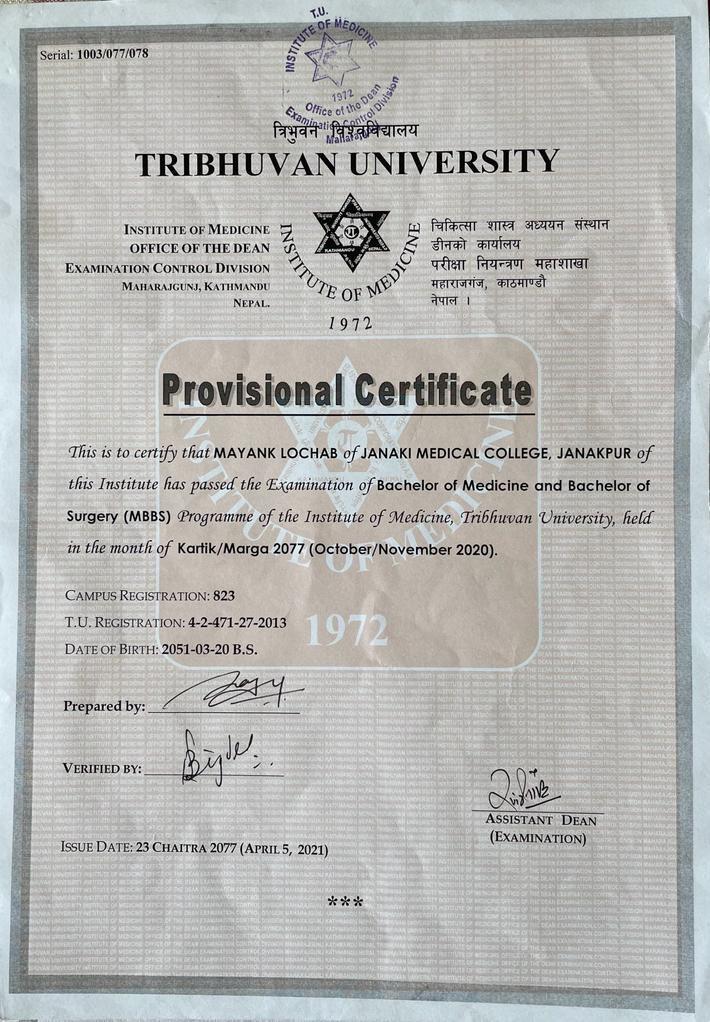 Serial: 1003/077/078
T.U.
INSTITUTE OF MEDICINE
1972
Office of the Dean
Examination Control Division
त्रिभुवन विश्वविद्यालय
TRIBHUVAN UNIVERSITY
INSTITUTE OF MEDICINE
OFFICE OF THE DEAN
EXAMINATION CONTROL DIVISION
MAHARAJGUNJ, KATHMANDU
NEPAL.
INSTITUTE OF MEDICINE
1972
चिकित्सा शास्त्र अध्ययन संस्थान
डीनको कार्यालय
परीक्षा नियन्त्रण महाशाखा
महाराजगंज, काठमाण्डौ
नेपाल ।
Provisional Certificate
This is to certify that MAYANK LOCHAB of JANAKI MEDICAL COLLEGE, JANAKPUR of
this Institute has passed the Examination of Bachelor of Medicine and Bachelor of
Surgery (MBBS) Programme of the Institute of Medicine, Tribhuvan University, held
in the month of Kartik/Marga 2077 (October/November 2020).
INSTITUTE OF MEDICINE
1972
CAMPUS REGISTRATION: 823
T.U. REGISTRATION: 4-2-471-27-2013
DATE OF BIRTH: 2051-03-20 B.S.
Prepared by:
VERIFIED BY:
ASSISTANT DEAN
(EXAMINATION)
ISSUE DATE: 23 CHAITRA 2077 (APRIL 5, 2021)
***